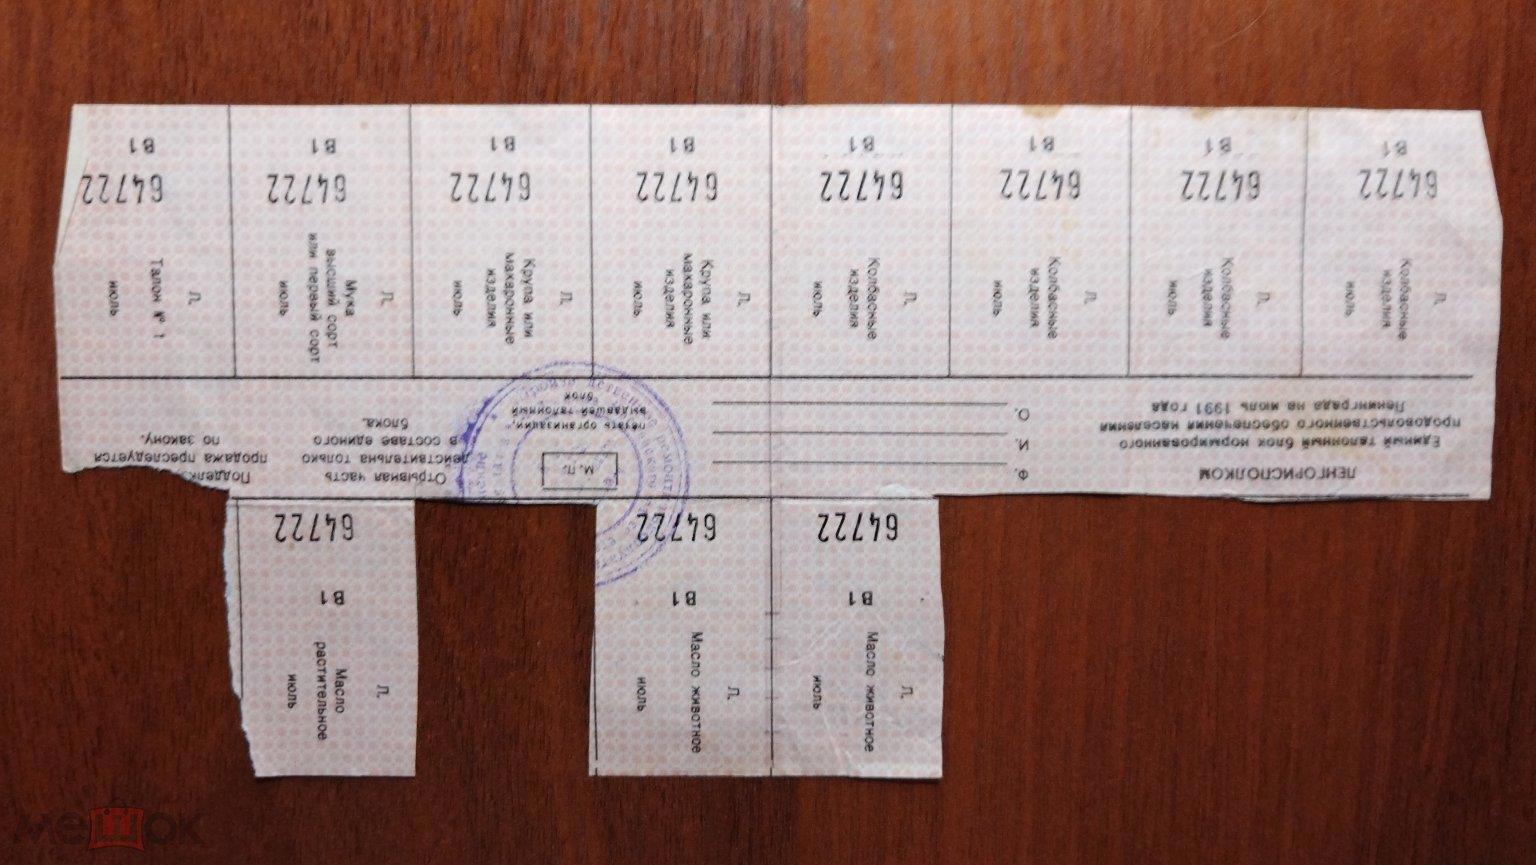 ЛЕНГОРИСПОЛКОМ
Единый талонный блок нормированного
продовольственного обеспечения населения
Ленинграда на июль 1991 года
Ф.
И.
О.
М.П.
печать организации,
выдавшей талонный
блок
Отрывная часть
действительна только
в составе единого
блока.
продажа преследуется
по закону.
64722
В1
Л.
Масло животное
июль
64722
В1
Л.
Масло животное
июль
64722
В1
Л.
Масло
растительное
июль
Л.
Колбасные
изделия
июль
64722
В1
Л.
Колбасные
изделия
июль
64722
В1
Л.
Колбасные
изделия
июль
64722
В1
Л.
Колбасные
изделия
июль
64722
В1
Л.
Крупа или
макаронные
изделия
июль
64722
В1
Л.
Крупа или
макаронные
изделия
июль
64722
В1
Л.
Мука
высший сорт
или первый сорт
июль
64722
В1
Л.
Талон № 1
июль
64722
В1
мешок